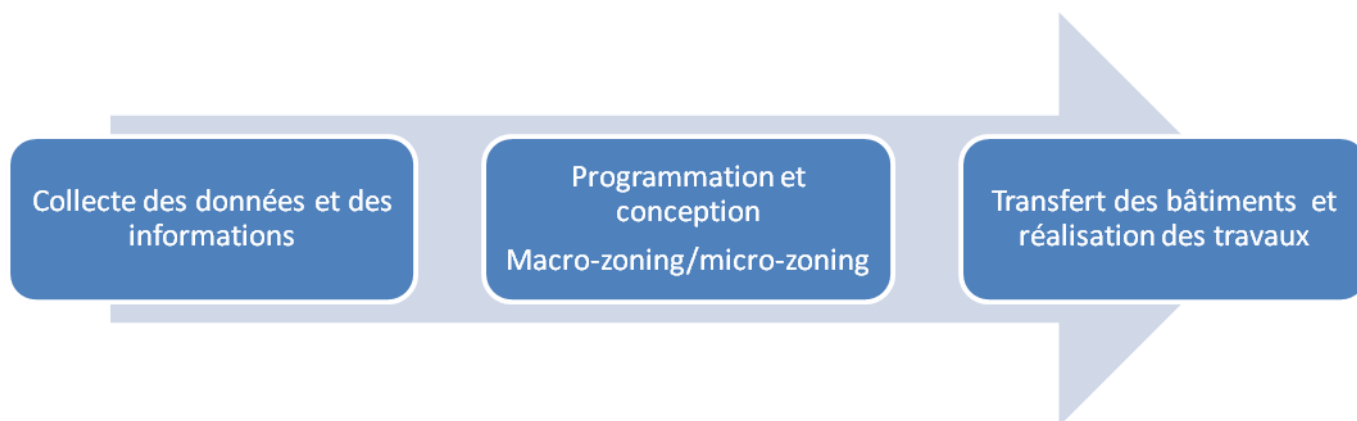 Collecte des données et des
informations
Programmation et
conception
Macro-zoning/micro-zoning
Transfert des bâtiments et
réalisation des travaux